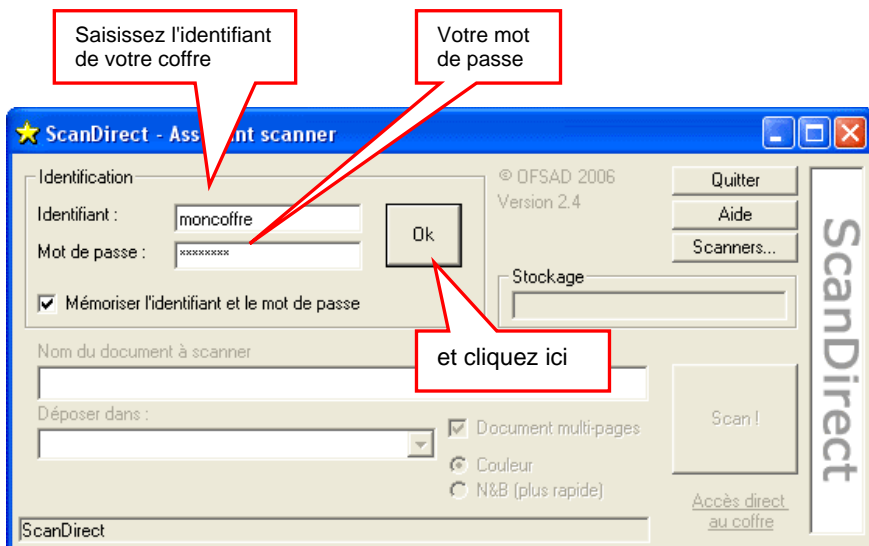 Saisissez l'identifiant
de votre coffre
Votre mot
de passe
ScanDirect - Ass nt scanner
Identification
© OFSAD 2006
Version 2.4
Quitter
Identifiant :
moncoffre
Ok
Aide
Mot de passe :
××××××××
Scanners...
Stockage
Mémoriser l'identifiant et le mot de passe
et cliquez ici
Nom du document à scanner
Déposer dans :
Document multi-pages
Scan !
Couleur
N&B (plus rapide)
Accès direct
au coffre
ScanDirect
ScanDirect